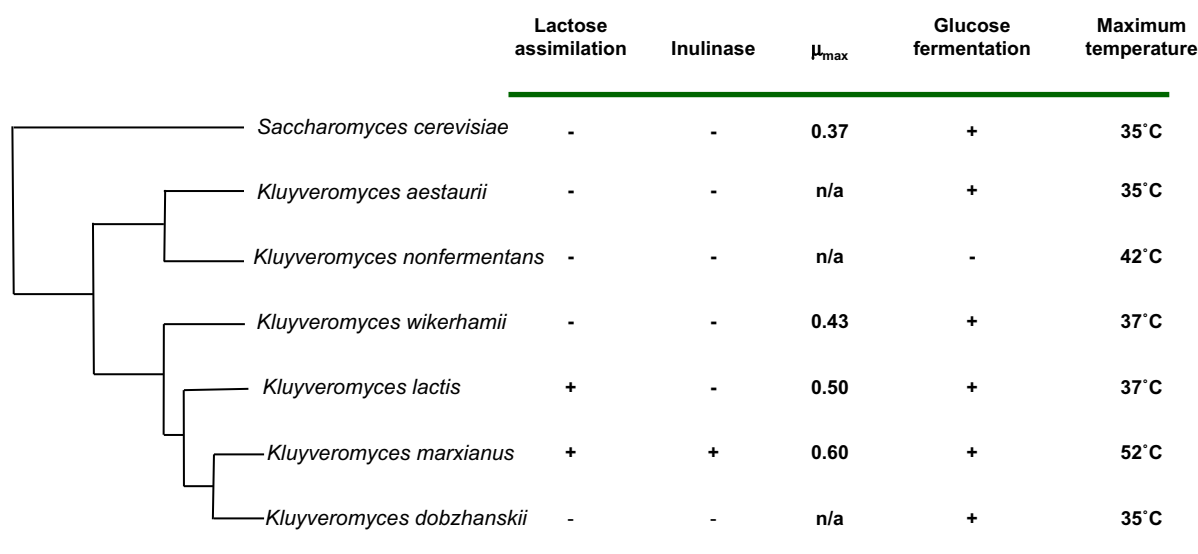 Lactose assimilation Inulinase μmax Glucose fermentation Maximum temperature
Saccharomyces cerevisiae - - 0.37 + 35˚C
Kluyveromyces aestaurii - - n/a + 35˚C
Kluyveromyces nonfermentans - - n/a - 42˚C
Kluyveromyces wikerhamii - - 0.43 + 37˚C
Kluyveromyces lactis + - 0.50 + 37˚C
Kluyveromyces marxianus + + 0.60 + 52˚C
Kluyveromyces dobzhanskii - - n/a + 35˚C